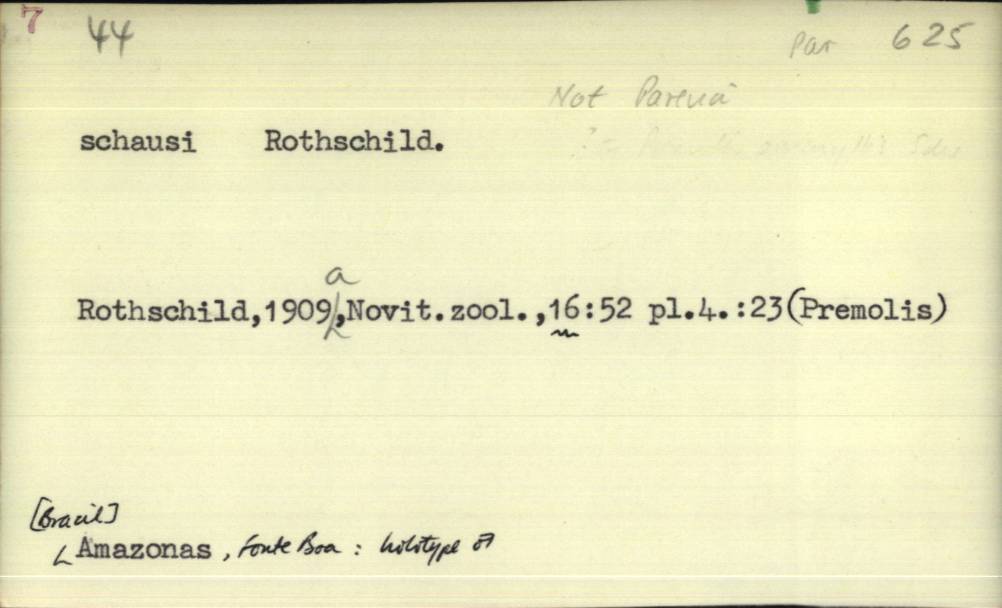 7 44 Par 625
Not Pareua
schausi Rothschild.
a
Rothschild,1909,Novit.zool.,16:52 pl.4.:23(Premolis)
[Brazil]
Amazonas, Fonte Boa : holotype ♂